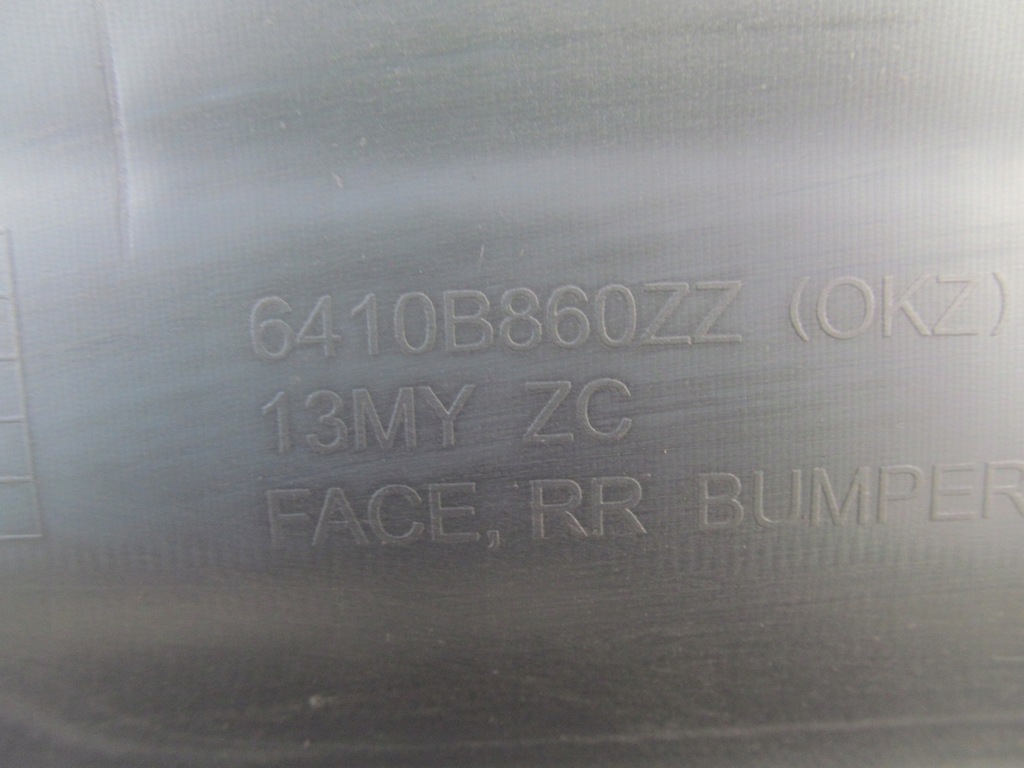 6410B860ZZ (OKZ)
13MY ZC
FACE, RR BUMPER